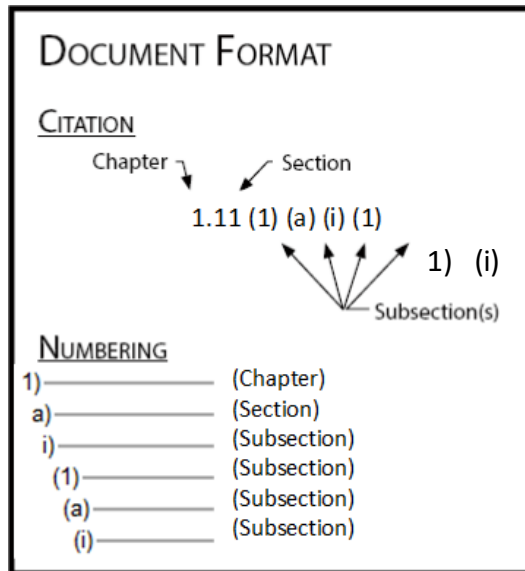 DOCUMENT FORMAT
CITATION
Chapter Section
1.11 (1) (a) (i) (1)
1) (i)
Subsection(s)
NUMBERING
1) (Chapter)
a) (Section)
i) (Subsection)
(1) (Subsection)
(a) (Subsection)
(i) (Subsection)